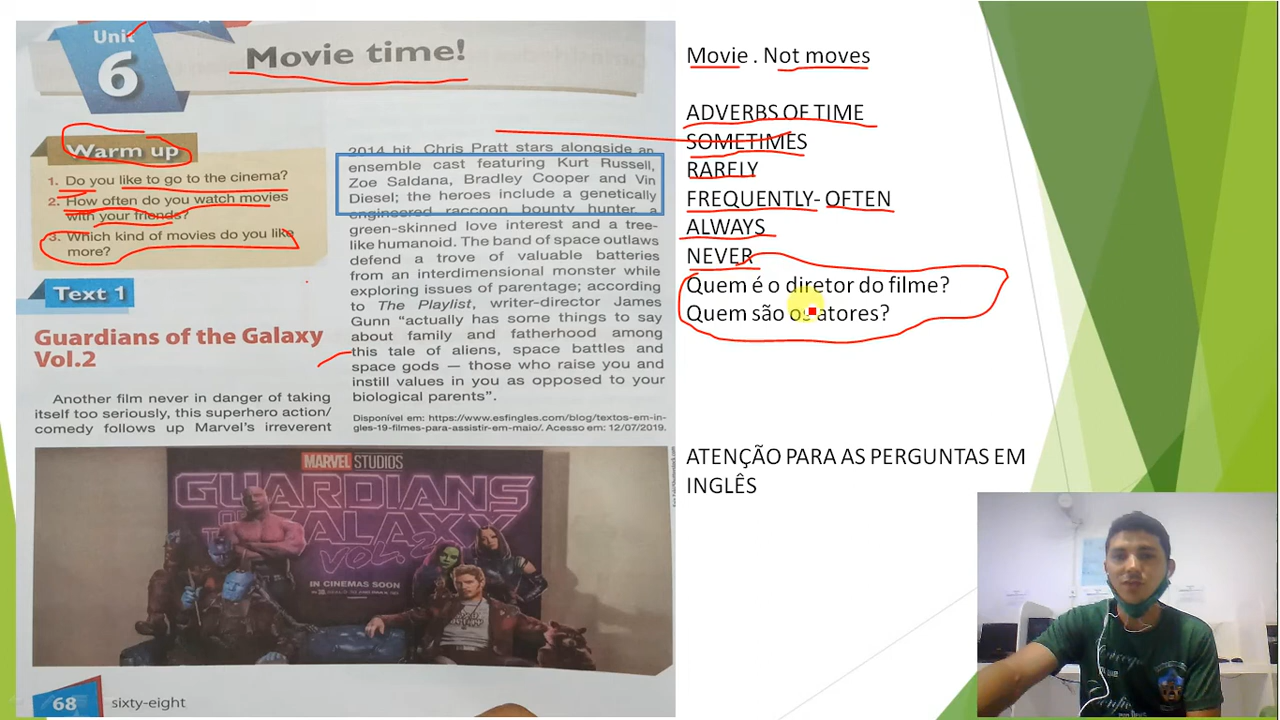 Unit
6
Movie time!
Warm up
1. Do you like to go to the cinema?
2. How often do you watch movies
with your friends?
3. Which kind of movies do you like
more?
Text 1
Guardians of the Galaxy
Vol.2
Another film never in danger of taking
itself too seriously, this superhero action/
comedy follows up Marvel's irreverent
2014 hit. Chris Pratt stars alongside an
ensemble cast featuring Kurt Russell,
Zoe Saldana, Bradley Cooper and Vin
Diesel; the heroes include a genetically
engineered raccoon bounty hunter, a
green-skinned love interest and a tree-
like humanoid. The band of space outlaws
defend a trove of valuable batteries
from an interdimensional monster while
exploring issues of parentage; according
to The Playlist, writer-director James
Gunn “actually has some things to say
about family and fatherhood among
this tale of aliens, space battles and
space gods — those who raise you and
instill values in you as opposed to your
biological parents”.
Disponível em: https://www.esfingles.com/blog/textos-em-in-
gles-19-filmes-para-assistir-em-maio/. Acesso em: 12/07/2019.
MARVEL STUDIOS
GUARDIANS
OF THE
GALAXY
VOL. 2
IN CINEMAS SOON
68 sixty-eight
Movie . Not moves
ADVERBS OF TIME
SOMETIMES
RARELY
FREQUENTLY- OFTEN
ALWAYS
NEVER
Quem é o diretor do filme?
Quem são os atores?
ATENÇÃO PARA AS PERGUNTAS EM
INGLÊS